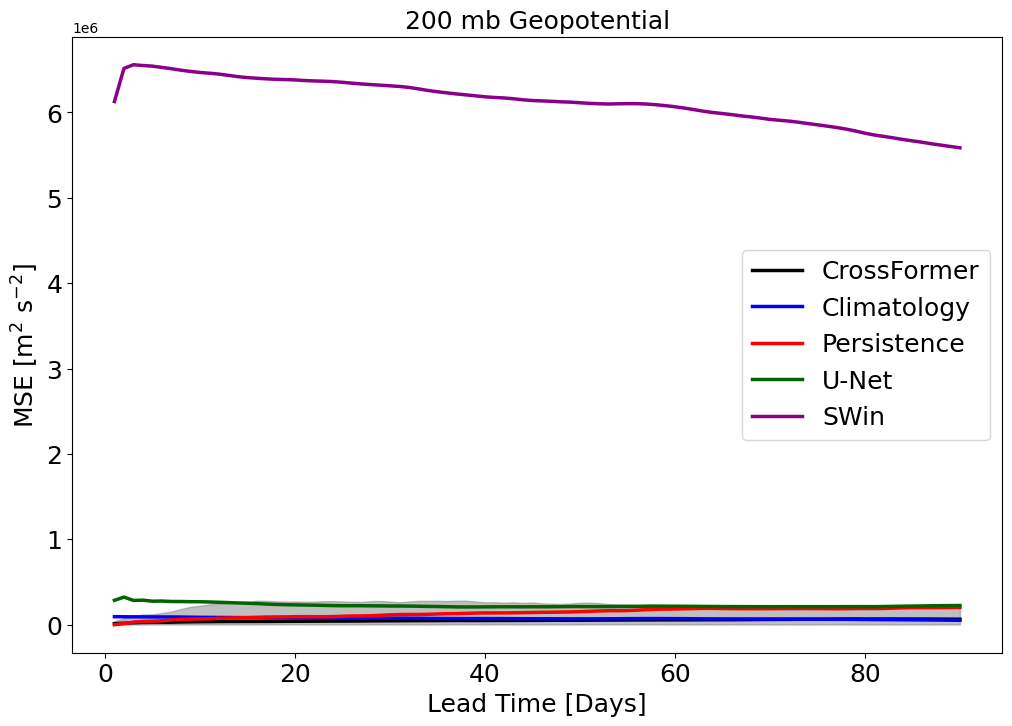 200 mb Geopotential
1e6
6
5
4
3
2
1
0
MSE [m² s⁻²]
CrossFormer
Climatology
Persistence
U-Net
SWin
0 20 40 60 80
Lead Time [Days]